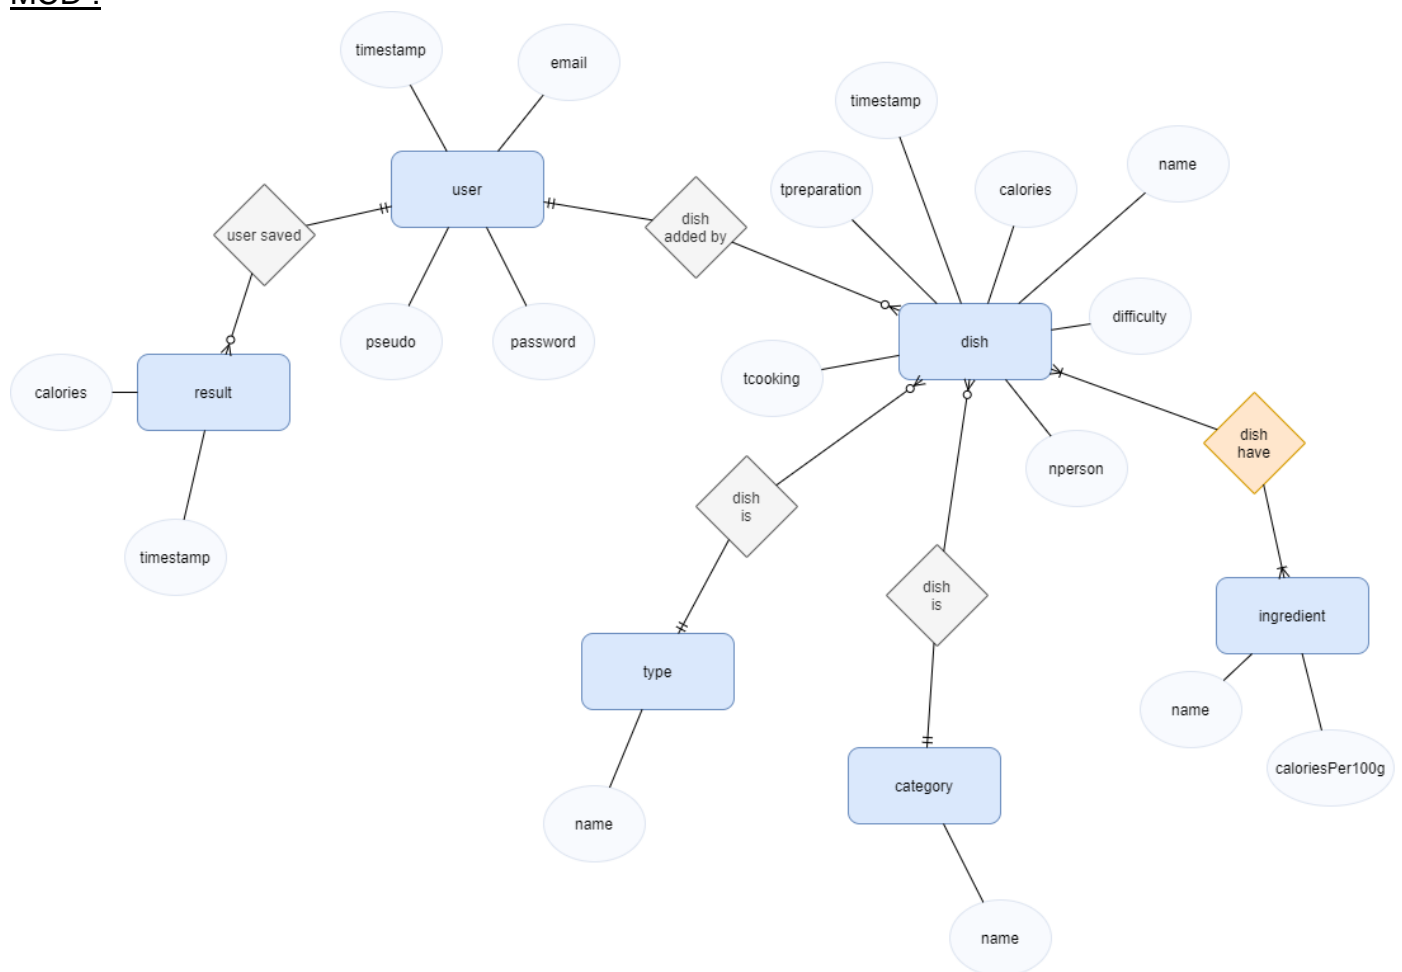 MCD :
timestamp
email
user
user saved
pseudo
password
calories
result
timestamp
dish
added by
timestamp
tpreparation
calories
name
difficulty
dish
tcooking
nperson
dish
is
type
name
dish
is
category
name
dish
have
ingredient
name
caloriesPer100g